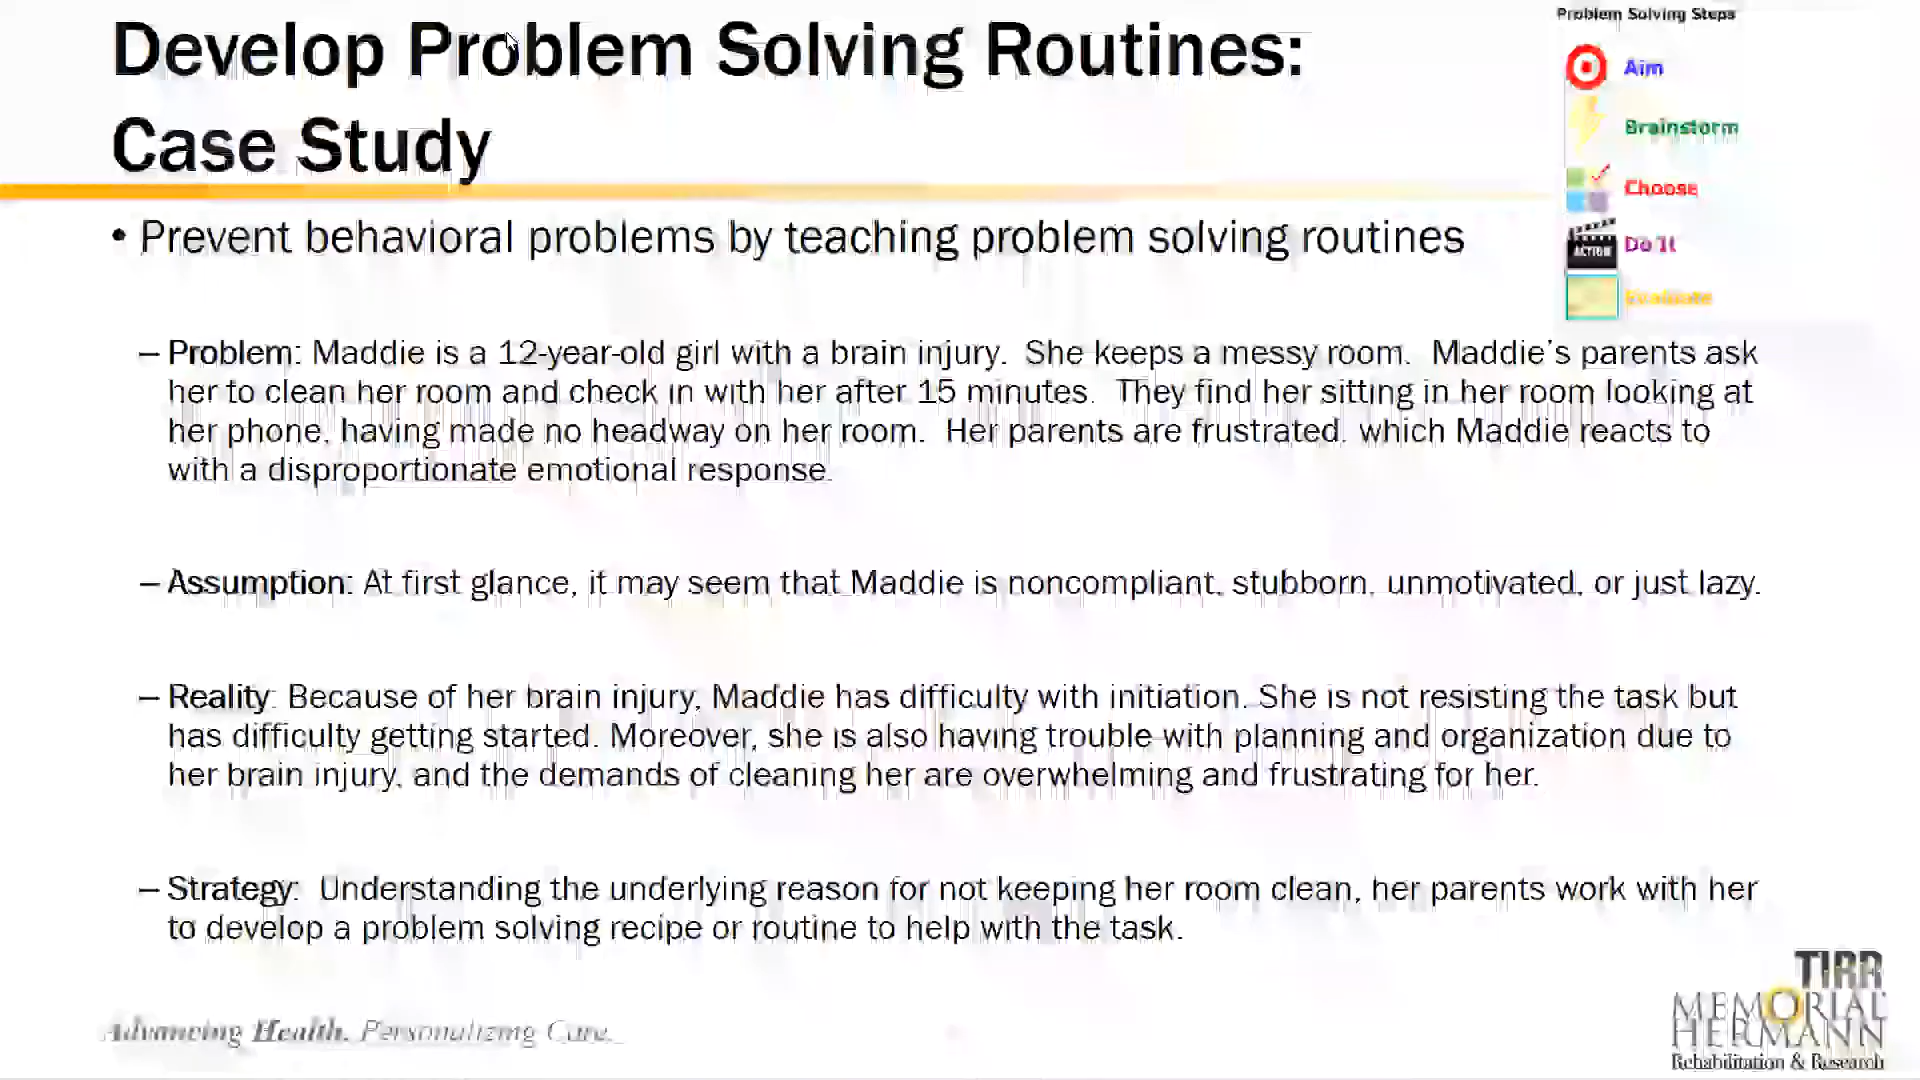 Develop Problem Solving Routines:
Case Study
Problem Solving Steps
Aim
Brainstorm
Choose
ACTION
Do It
Evaluate
• Prevent behavioral problems by teaching problem solving routines
– Problem: Maddie is a 12-year-old girl with a brain injury. She keeps a messy room. Maddie's parents ask
her to clean her room and check in with her after 15 minutes. They find her sitting in her room looking at
her phone, having made no headway on her room. Her parents are frustrated, which Maddie reacts to
with a disproportionate emotional response.
– Assumption: At first glance, it may seem that Maddie is noncompliant, stubborn, unmotivated, or just lazy.
– Reality: Because of her brain injury, Maddie has difficulty with initiation. She is not resisting the task but
has difficulty getting started. Moreover, she is also having trouble with planning and organization due to
her brain injury, and the demands of cleaning her are overwhelming and frustrating for her.
– Strategy: Understanding the underlying reason for not keeping her room clean, her parents work with her
to develop a problem solving recipe or routine to help with the task.
Advancing Health. Personalizing Care.
TIRR
MEMORIAL
HERMANN
Rehabilitation & Research